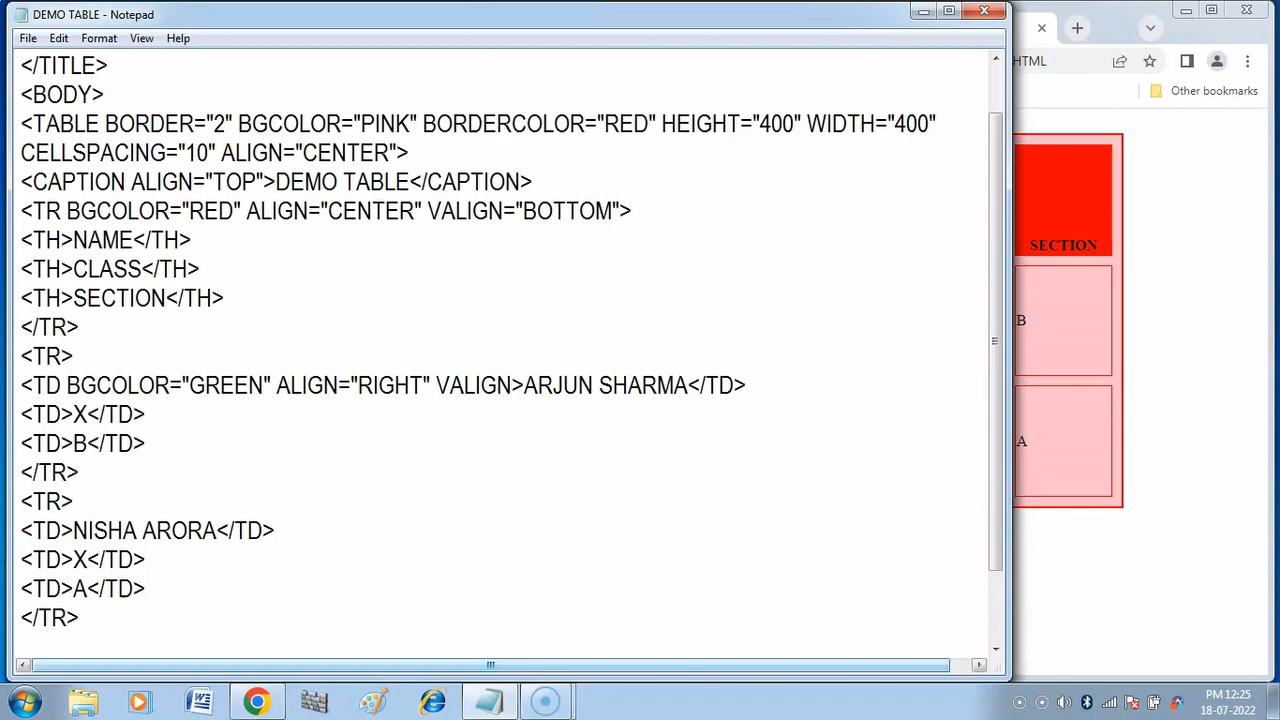 DEMO TABLE - Notepad
File Edit Format View Help
</TITLE>
<BODY>
<TABLE BORDER="2" BGCOLOR="PINK" BORDERCOLOR="RED" HEIGHT="400" WIDTH="400"
CELLSPACING="10" ALIGN="CENTER">
<CAPTION ALIGN="TOP">DEMO TABLE</CAPTION>
<TR BGCOLOR="RED" ALIGN="CENTER" VALIGN="BOTTOM">
<TH>NAME</TH>
<TH>CLASS</TH>
<TH>SECTION</TH>
</TR>
<TR>
<TD BGCOLOR="GREEN" ALIGN="RIGHT" VALIGN>ARJUN SHARMA</TD>
<TD>X</TD>
<TD>B</TD>
</TR>
<TR>
<TD>NISHA ARORA</TD>
<TD>X</TD>
<TD>A</TD>
</TR>
HTML
Other bookmarks
SECTION
B
A
PM 12:25
18-07-2022